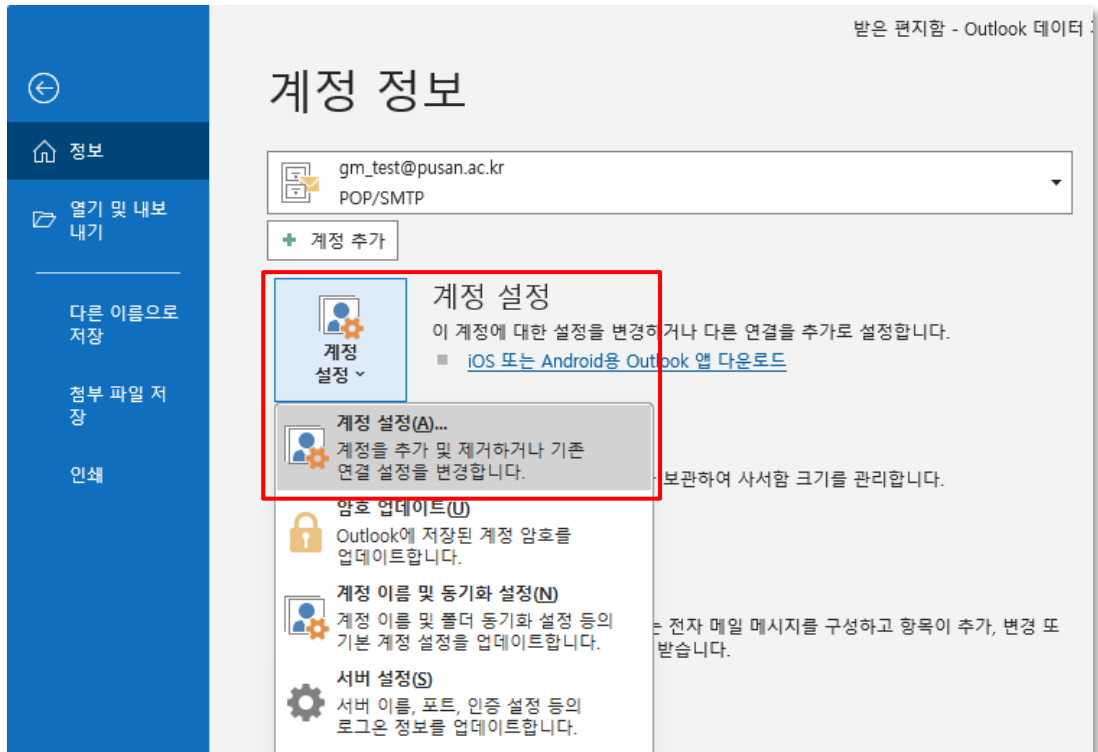 받은 편지함 - Outlook 데이터
계정 정보
정보
열기 및 내보
내기
다른 이름으로
저장
첨부 파일 저
장
인쇄
gm_test@pusan.ac.kr
POP/SMTP
계정 추가
계정
설정
계정 설정
이 계정에 대한 설정을 변경하거나 다른 연결을 추가로 설정합니다.
iOS 또는 Android용 Outlook 앱 다운로드
계정 설정(A)...
계정을 추가 및 제거하거나 기존
연결 설정을 변경합니다.
보관하여 사서함 크기를 관리합니다.
암호 업데이트(U)
Outlook에 저장된 계정 암호를
업데이트합니다.
계정 이름 및 동기화 설정(N)
계정 이름 및 폴더 동기화 설정 등의
기본 계정 설정을 업데이트합니다.
전자 메일 메시지를 구성하고 항목이 추가, 변경 또
받습니다.
서버 설정(S)
서버 이름, 포트, 인증 설정 등의
로그온 정보를 업데이트합니다.